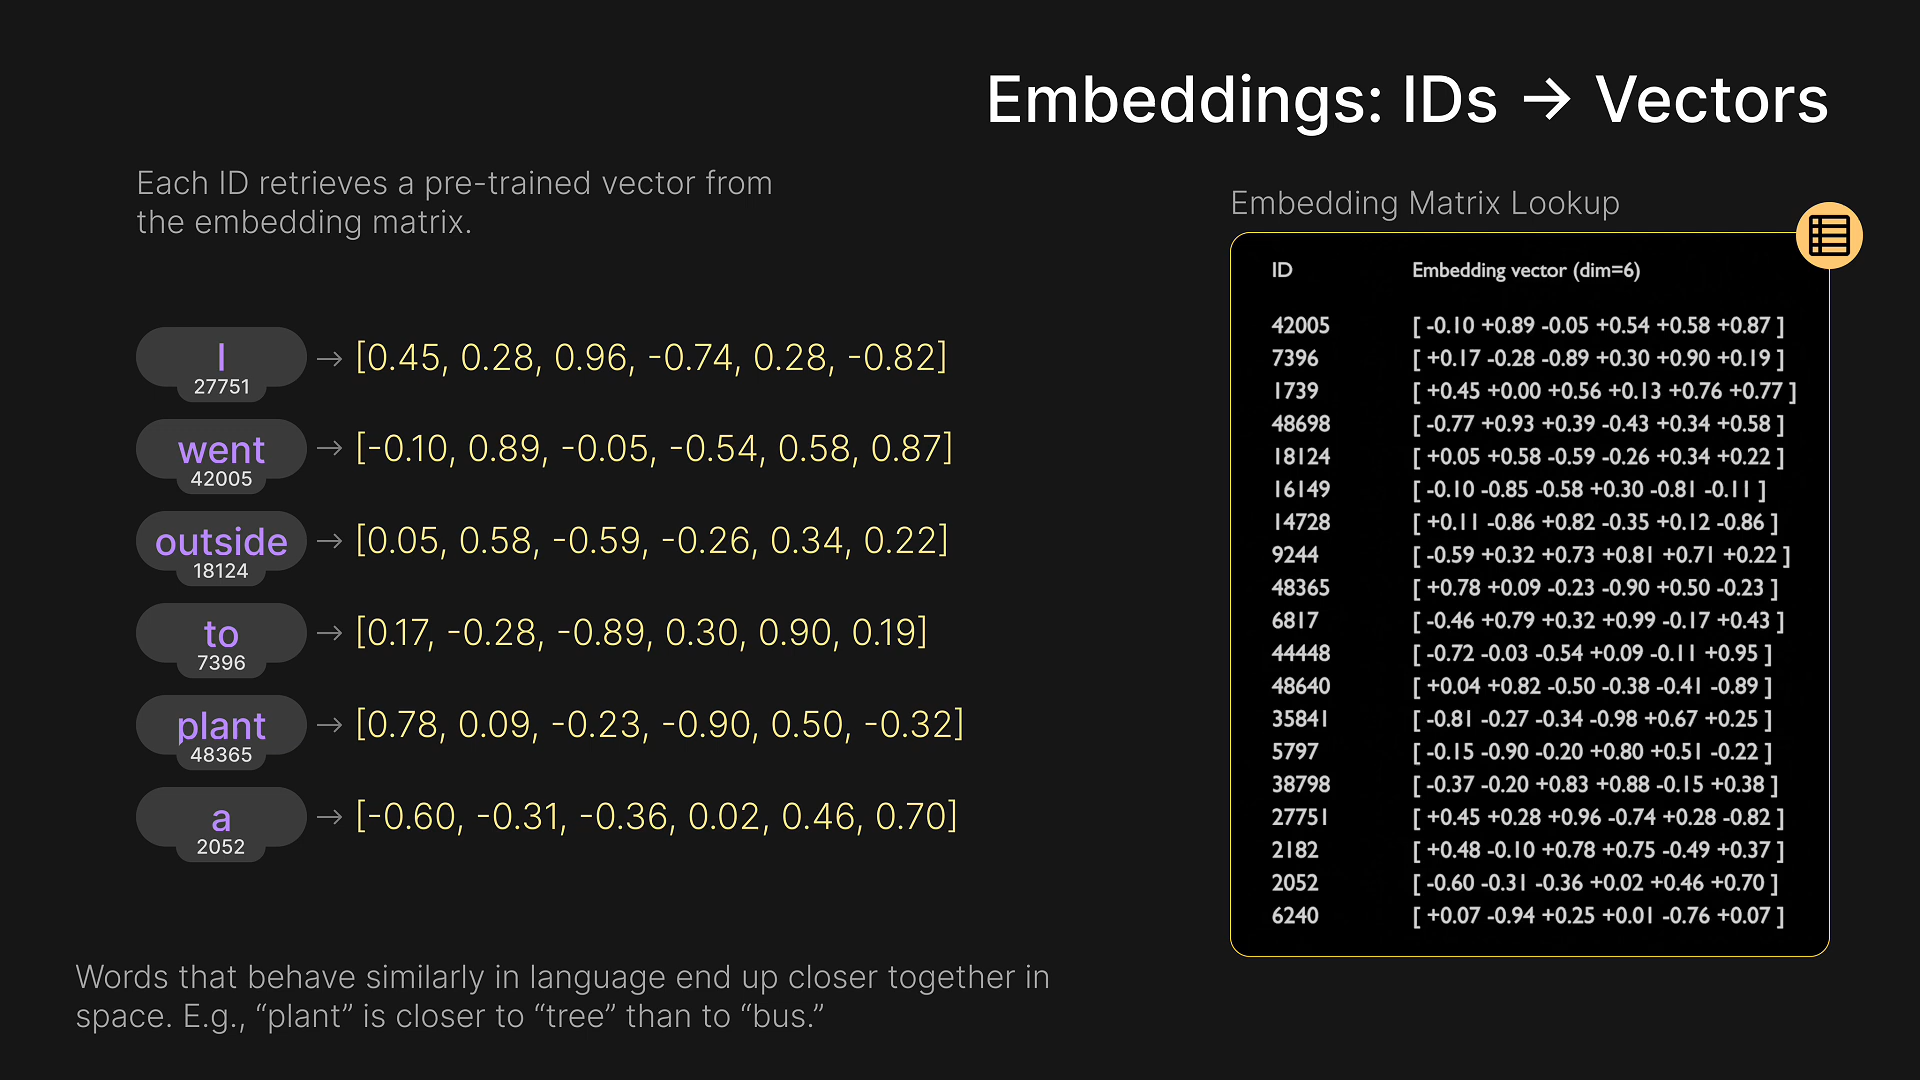 Embeddings: IDs → Vectors
Each ID retrieves a pre-trained vector from
the embedding matrix.
I → [0.45, 0.28, 0.96, -0.74, 0.28, -0.82]
27751
went → [-0.10, 0.89, -0.05, -0.54, 0.58, 0.87]
42005
outside → [0.05, 0.58, -0.59, -0.26, 0.34, 0.22]
18124
to → [0.17, -0.28, -0.89, 0.30, 0.90, 0.19]
7396
plant → [0.78, 0.09, -0.23, -0.90, 0.50, -0.32]
48365
a → [-0.60, -0.31, -0.36, 0.02, 0.46, 0.70]
2052
Words that behave similarly in language end up closer together in
space. E.g., “plant” is closer to “tree” than to “bus.”
Embedding Matrix Lookup
ID Embedding vector (dim=6)
42005 [ -0.10 +0.89 -0.05 +0.54 +0.58 +0.87 ]
7396 [ +0.17 -0.28 -0.89 +0.30 +0.90 +0.19 ]
1739 [ +0.45 +0.00 +0.56 +0.13 +0.76 +0.77 ]
48698 [ -0.77 +0.93 +0.39 -0.43 +0.34 +0.58 ]
18124 [ +0.05 +0.58 -0.59 -0.26 +0.34 +0.22 ]
16149 [ -0.10 -0.85 -0.58 +0.30 -0.81 -0.11 ]
14728 [ +0.11 -0.86 +0.82 -0.35 +0.12 -0.86 ]
9244 [ -0.59 +0.32 +0.73 +0.81 +0.71 +0.22 ]
48365 [ +0.78 +0.09 -0.23 -0.90 +0.50 -0.23 ]
6817 [ -0.46 +0.79 +0.32 +0.99 -0.17 +0.43 ]
44448 [ -0.72 -0.03 -0.54 +0.09 -0.11 +0.95 ]
48640 [ +0.04 +0.82 -0.50 -0.38 -0.41 -0.89 ]
35841 [ -0.81 -0.27 -0.34 -0.98 +0.67 +0.25 ]
5797 [ -0.15 -0.90 -0.20 +0.80 +0.51 -0.22 ]
38798 [ -0.37 -0.20 +0.83 +0.88 -0.15 +0.38 ]
27751 [ +0.45 +0.28 +0.96 -0.74 +0.28 -0.82 ]
2182 [ +0.48 -0.10 +0.78 +0.75 -0.49 +0.37 ]
2052 [ -0.60 -0.31 -0.36 +0.02 +0.46 +0.70 ]
6240 [ +0.07 -0.94 +0.25 +0.01 -0.76 +0.07 ]